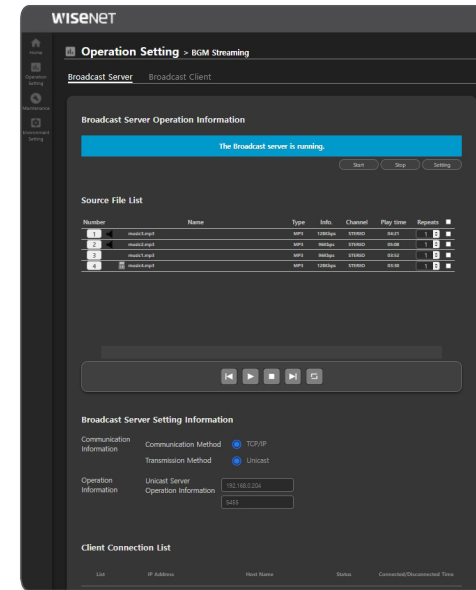 WISENET
Home
Operation Setting > BGM Streaming
Operation
Setting
Broadcast Server Broadcast Client
Maintenance
Environment
Setting
Broadcast Server Operation Information
The Broadcast server is running.
Start Stop Setting
Source File List
Number Name Type Info. Channel Play time Repeats
1 music3.mp3 MP3 128Kbps STEREO 04:21 1
2 music2.mp3 MP3 96Kbps STEREO 03:08 1
3 music1.mp3 MP3 96Kbps STEREO 03:53 1
4 music4.mp3 MP3 128Kbps STEREO 03:38 1
Broadcast Server Setting Information
Communication
Information
Communication Method TCP/IP
Transmission Method Unicast
Operation
Information
Unicast Server
Operation Information
192.168.0.204
5455
Client Connection List
List IP Address Host Name Status Connected/Disconnected Time